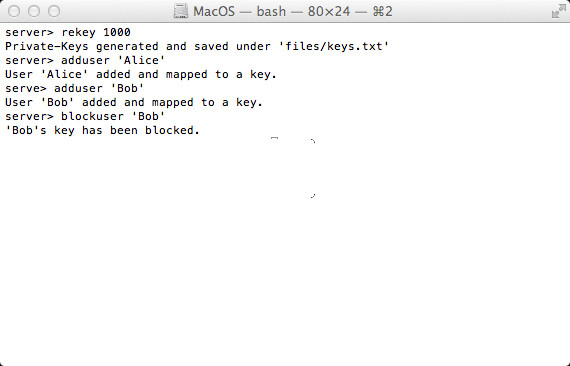 MacOS — bash — 80×24 — ⌘2
server> rekey 1000
Private-Keys generated and saved under 'files/keys.txt'
server> adduser 'Alice'
User 'Alice' added and mapped to a key.
serve> adduser 'Bob'
User 'Bob' added and mapped to a key.
server> blockuser 'Bob'
'Bob's key has been blocked.